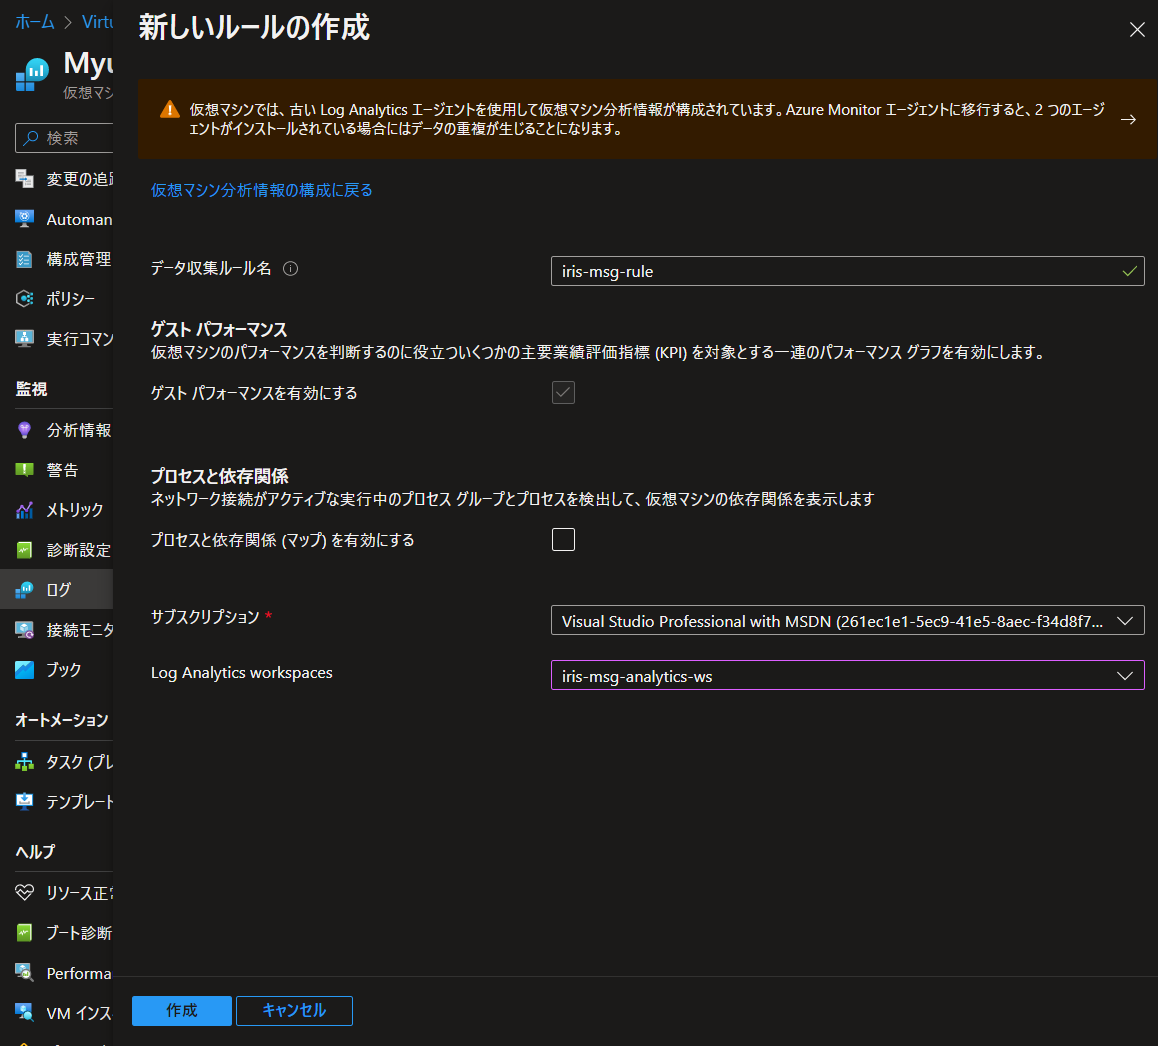 ホーム > Virtu
Myu
仮想マシ
検索
変更の追跡
Automan
構成管理
ポリシー
実行コマン
監視
分析情報
警告
メトリック
診断設定
ログ
接続モニタ
ブック
オートメーション
タスク (プレ
テンプレート
ヘルプ
リソース正常
ブート診断
Performa
VM インス
新しいルールの作成
仮想マシンでは、古い Log Analytics エージェントを使用して仮想マシン分析情報が構成されています。Azure Monitor エージェントに移行すると、2 つのエージ
ェントがインストールされている場合にはデータの重複が生じることになります。
仮想マシン分析情報の構成に戻る
データ収集ルール名
iris-msg-rule
ゲスト パフォーマンス
仮想マシンのパフォーマンスを判断するのに役立ついくつかの主要業績評価指標 (KPI) を対象とする一連のパフォーマンス グラフを有効にします。
ゲスト パフォーマンスを有効にする
プロセスと依存関係
ネットワーク接続がアクティブな実行中のプロセス グループとプロセスを検出して、仮想マシンの依存関係を表示します
プロセスと依存関係 (マップ) を有効にする
サブスクリプション *
Visual Studio Professional with MSDN (261ec1e1-5ec9-41e5-8aec-f34d8f7...
Log Analytics workspaces
iris-msg-analytics-ws
作成
キャンセル